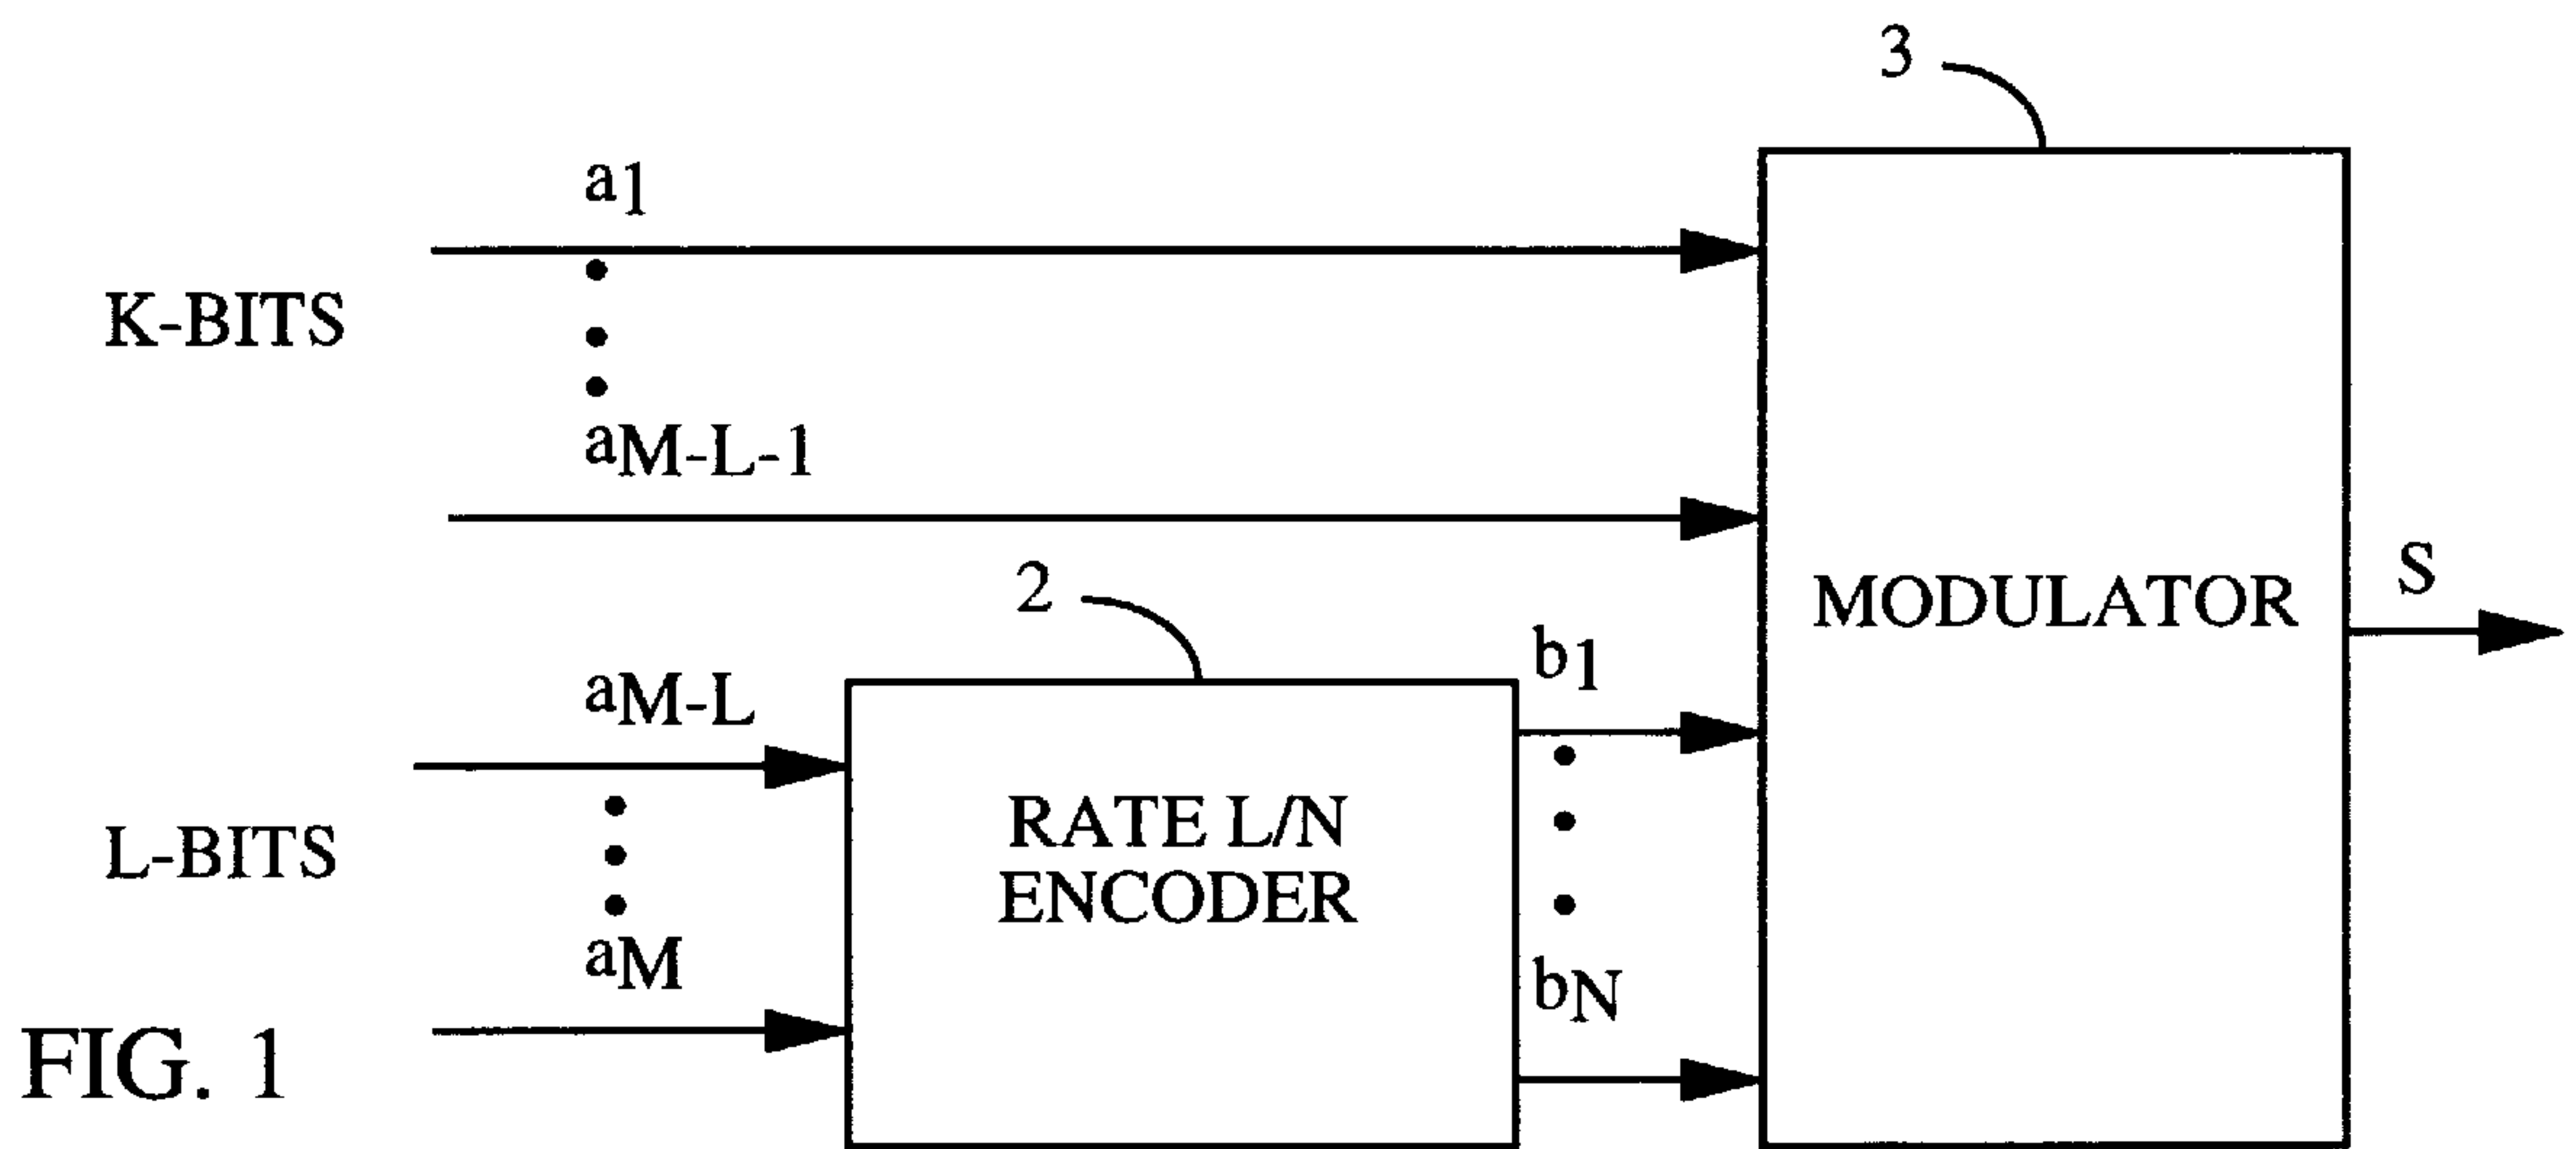 3
a1
K-BITS
aM-L-1
2
MODULATOR
S
b1
aM-L
RATE L/N
ENCODER
L-BITS
aM
bN
FIG. 1